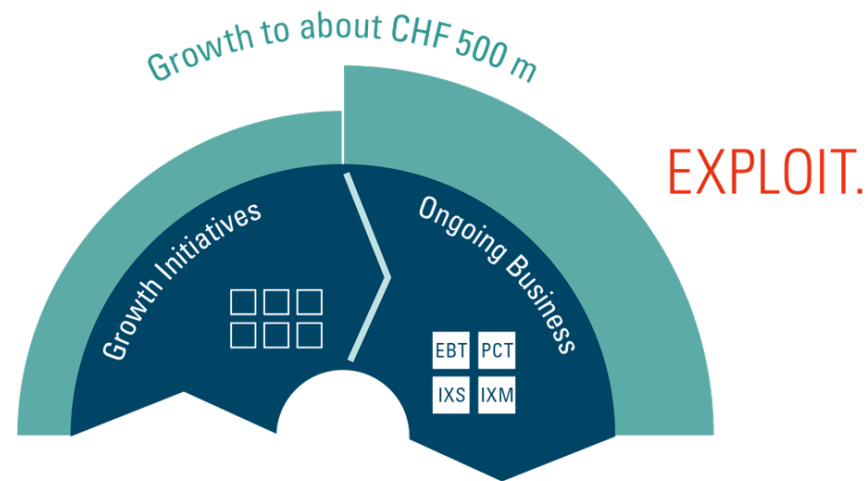 Growth to about CHF 500 m
EXPLOIT.
Growth Initiatives
Ongoing Business
EBT PCT
IXS IXM